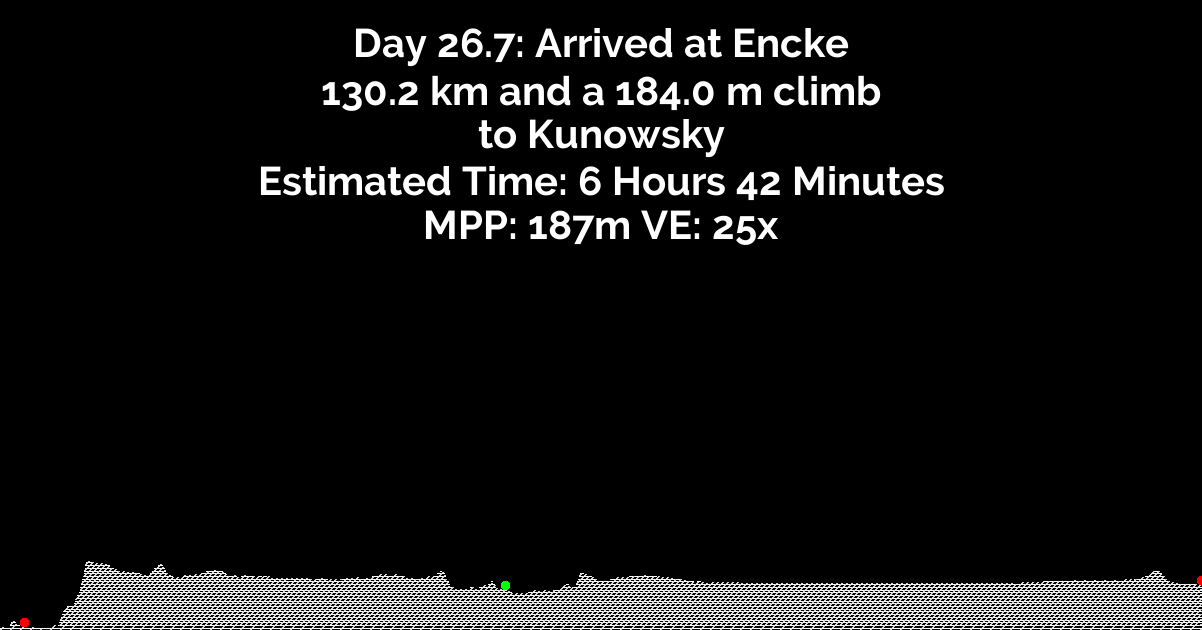 Day 26.7: Arrived at Encke
130.2 km and a 184.0 m climb
to Kunowsky
Estimated Time: 6 Hours 42 Minutes
MPP: 187m VE: 25x